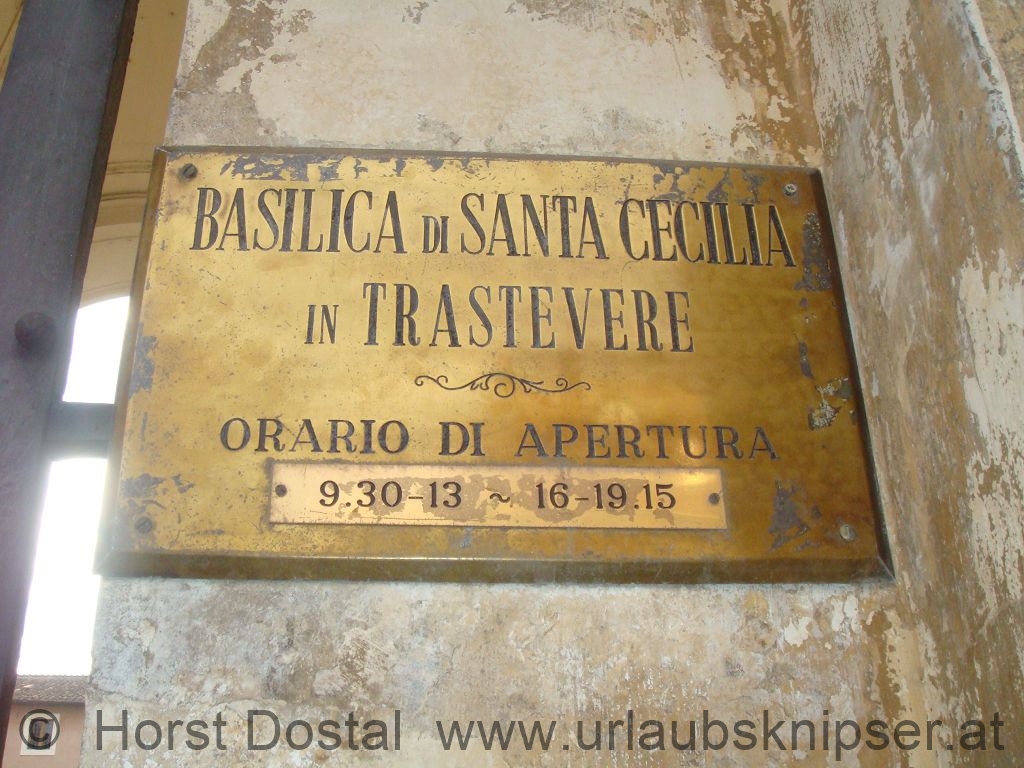 BASILICA DI SANTA CECILIA
IN TRASTEVERE
ORARIO DI APERTURA
9.30-13 ~ 16-19.15
© Horst Dostal www.urlaubsknipser.at